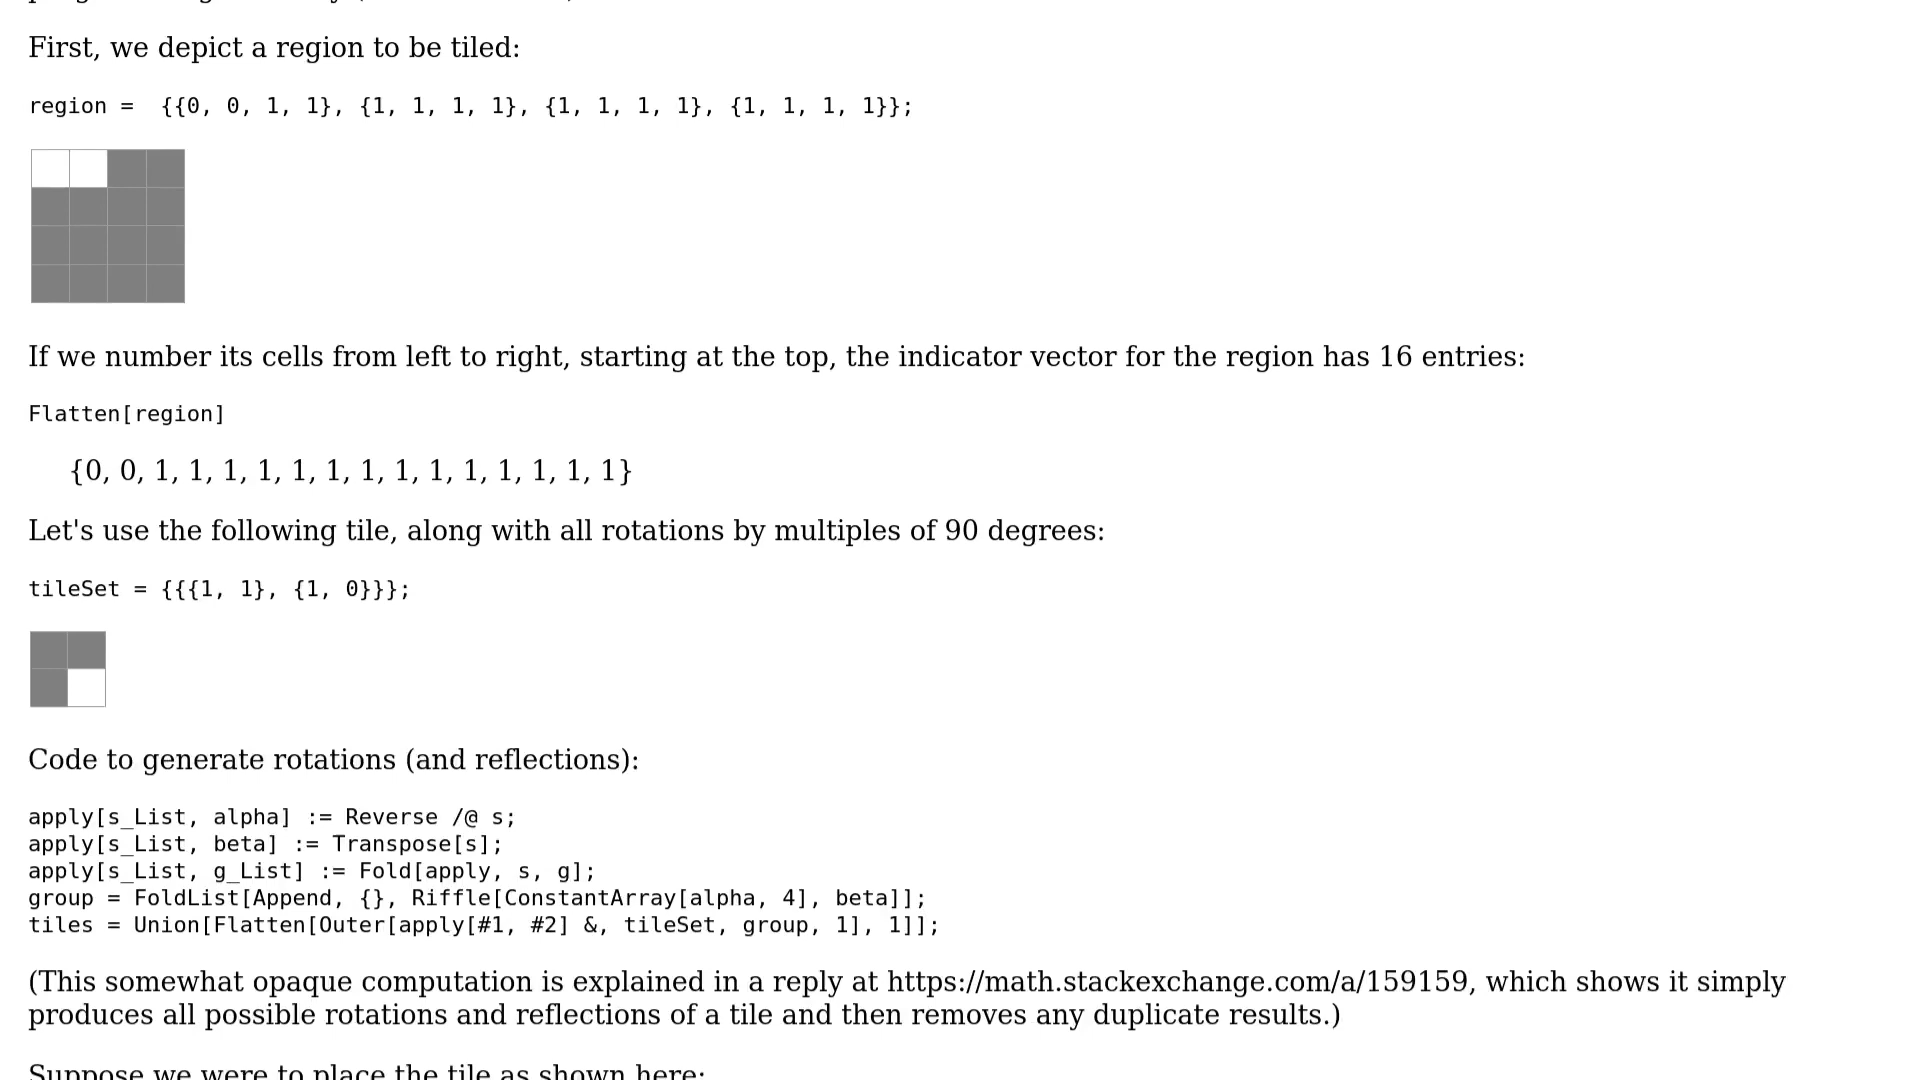 First, we depict a region to be tiled:
region =  {{0, 0, 1, 1}, {1, 1, 1, 1}, {1, 1, 1, 1}, {1, 1, 1, 1}};
If we number its cells from left to right, starting at the top, the indicator vector for the region has 16 entries:
Flatten[region]
{0, 0, 1, 1, 1, 1, 1, 1, 1, 1, 1, 1, 1, 1, 1, 1}
Let's use the following tile, along with all rotations by multiples of 90 degrees:
tileSet = {{{1, 1}, {1, 0}}};
Code to generate rotations (and reflections):
apply[s_List, alpha] := Reverse /@ s;
apply[s_List, beta] := Transpose[s];
apply[s_List, g_List] := Fold[apply, s, g];
group = FoldList[Append, {}, Riffle[ConstantArray[alpha, 4], beta]];
tiles = Union[Flatten[Outer[apply[#1, #2] &, tileSet, group, 1], 1]];
(This somewhat opaque computation is explained in a reply at https://math.stackexchange.com/a/159159, which shows it simply
produces all possible rotations and reflections of a tile and then removes any duplicate results.)
Suppose we were to place the tile as shown here: